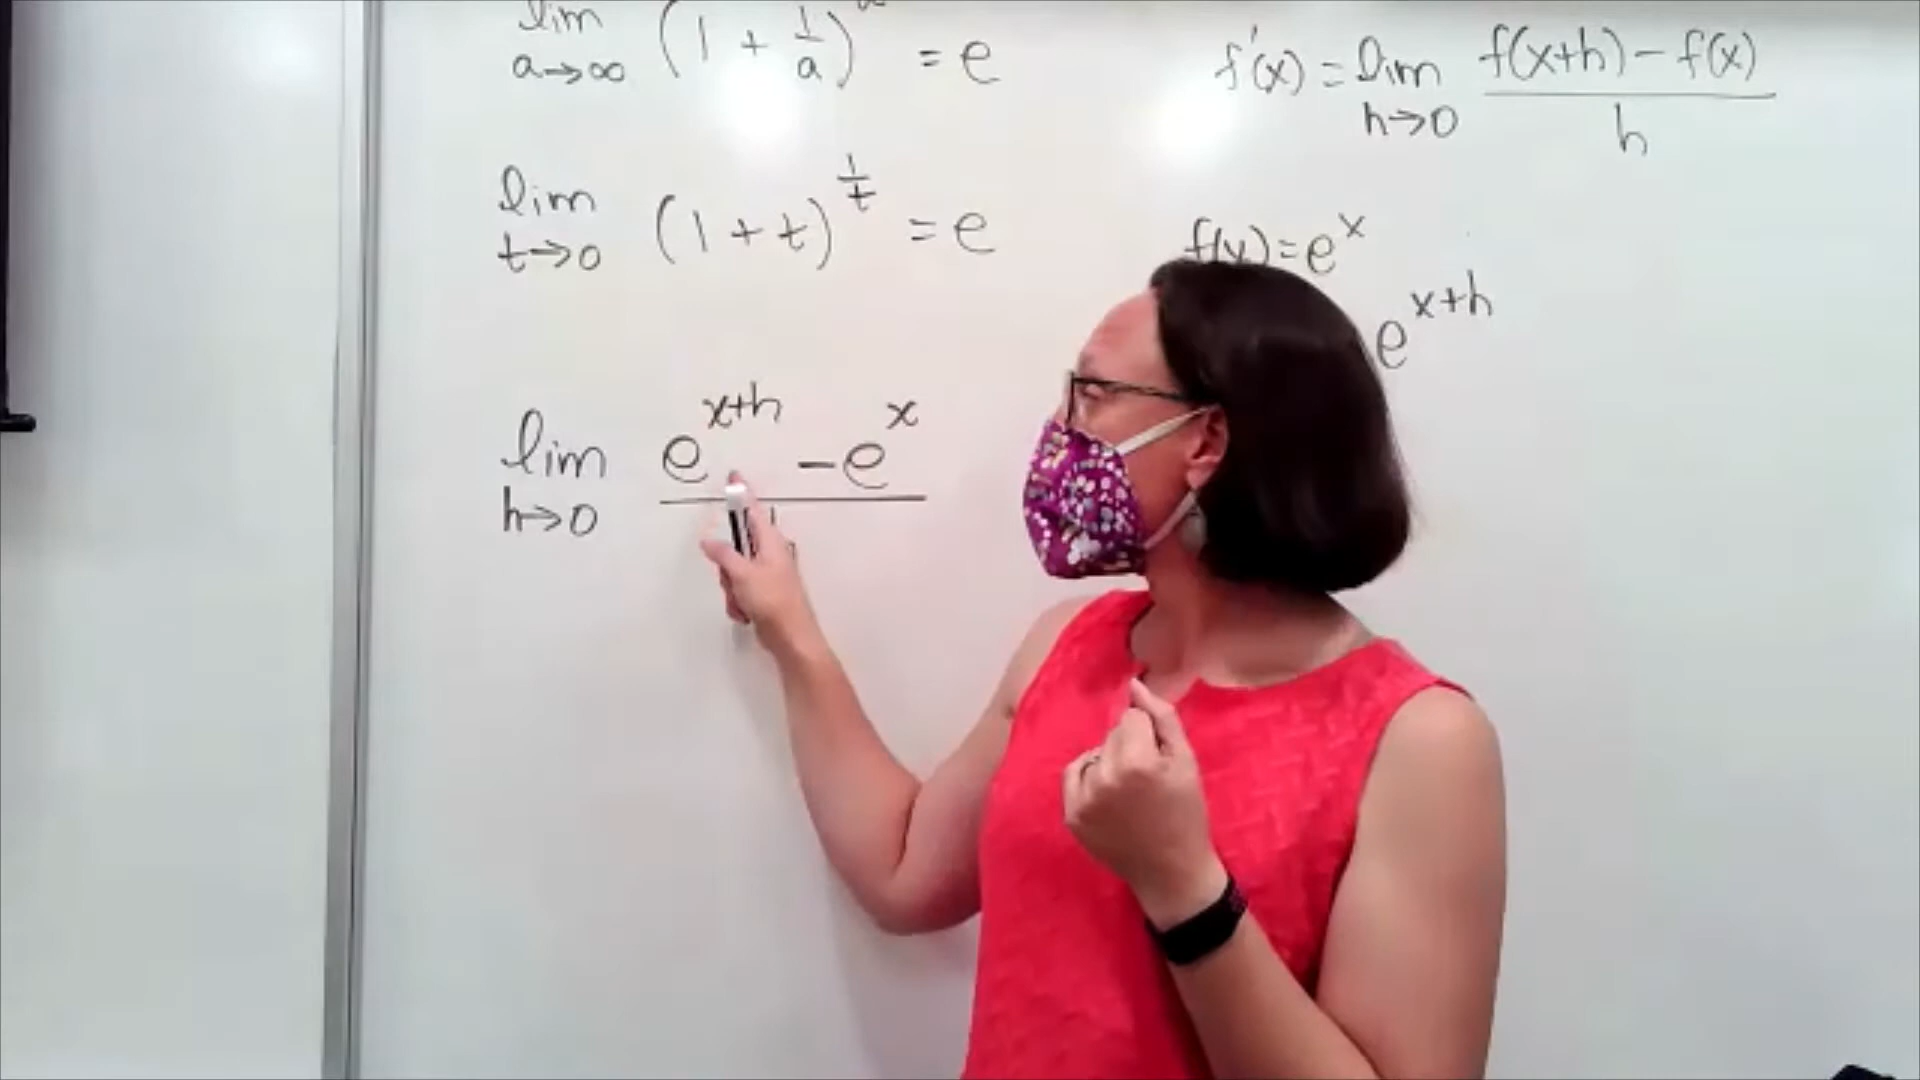 lim a→∞ (1 + 1/a)^a = e
lim t→0 (1 + t)^(1/t) = e
lim h→0 (e^(x+h) - e^x)/h
f'(x) = lim h→0 (f(x+h) - f(x))/h
f(x) = e^x
e^(x+h)